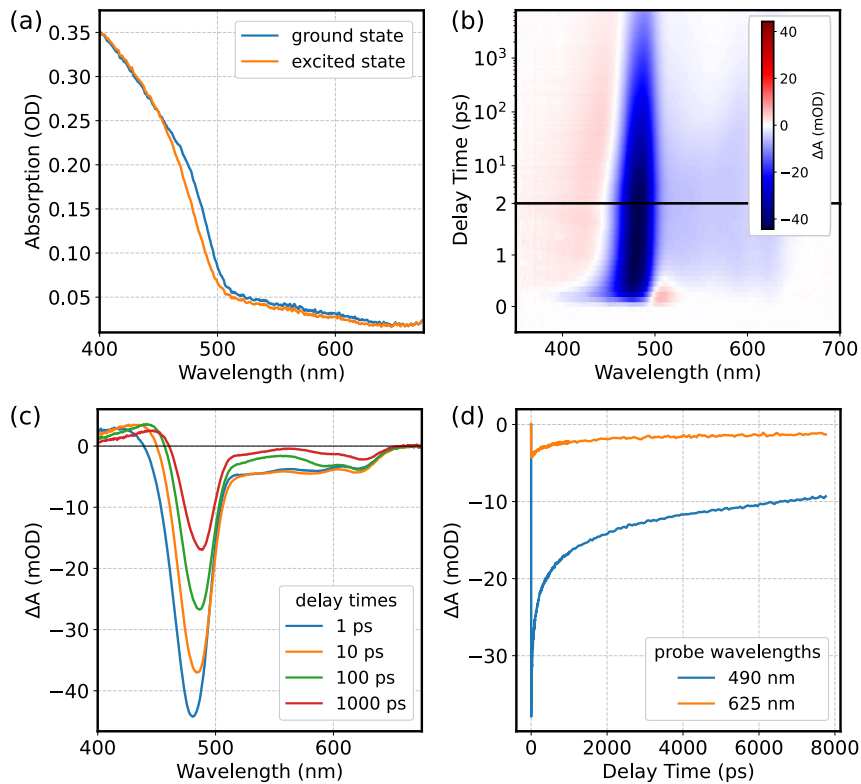 (a)
Absorption (OD)
0.35
0.30
0.25
0.20
0.15
0.10
0.05
400
500
600
Wavelength (nm)
ground state
excited state
(b)
Delay Time (ps)
10³
10²
10¹
2
1
0
400
500
600
700
Wavelength (nm)
40
20
0
−20
−40
ΔA (mOD)
(c)
ΔA (mOD)
0
−10
−20
−30
−40
400
500
600
Wavelength (nm)
delay times
1 ps
10 ps
100 ps
1000 ps
(d)
ΔA (mOD)
0
−10
−20
−30
0
2000
4000
6000
8000
Delay Time (ps)
probe wavelengths
490 nm
625 nm